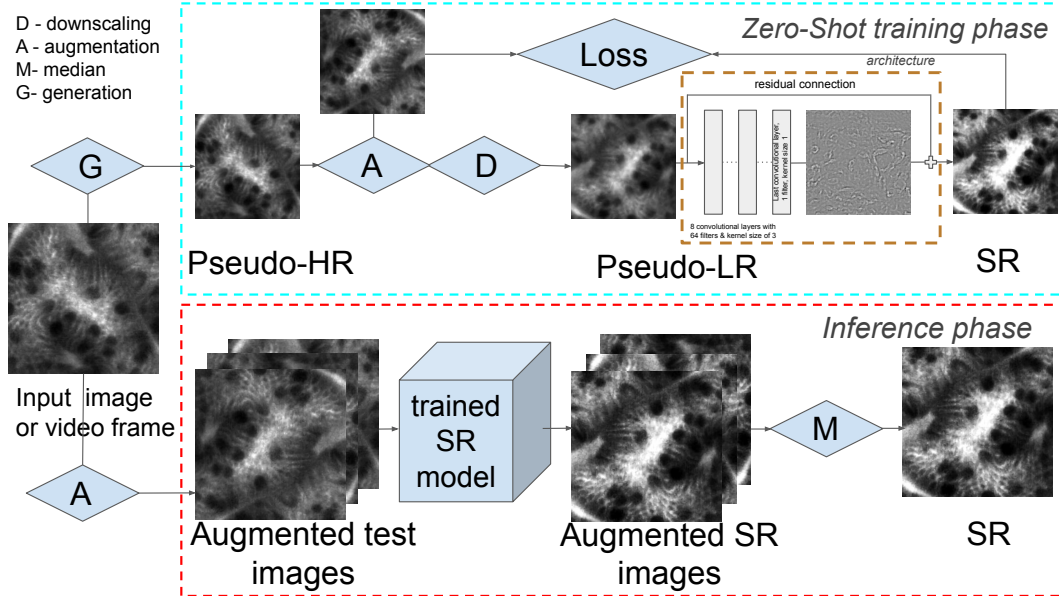 D - downscaling
A - augmentation
M- median
G- generation
Zero-Shot training phase
Loss
architecture
residual connection
G
A
D
Last convolutional layer,
1 filter, kernel size 1
8 convolutional layers with
64 filters & kernel size of 3
Pseudo-HR
Pseudo-LR
SR
Inference phase
Input image
or video frame
trained
SR
model
M
A
Augmented test
images
Augmented SR
images
SR